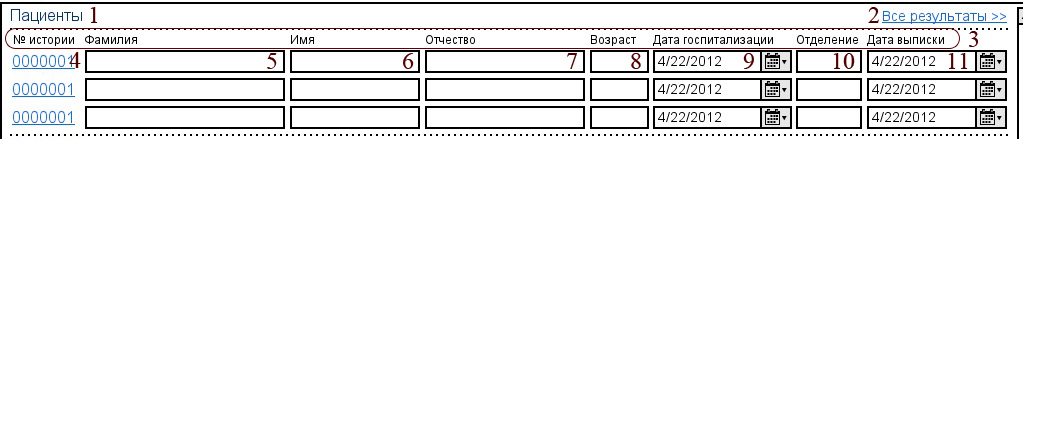 Пациенты 1 2 Все результаты >>
№ истории Фамилия Имя Отчество Возраст Дата госпитализации Отделение Дата выписки 3
0000001 4 5 6 7 8 4/22/2012 9 10 4/22/2012 11
0000001 4/22/2012 4/22/2012
0000001 4/22/2012 4/22/2012